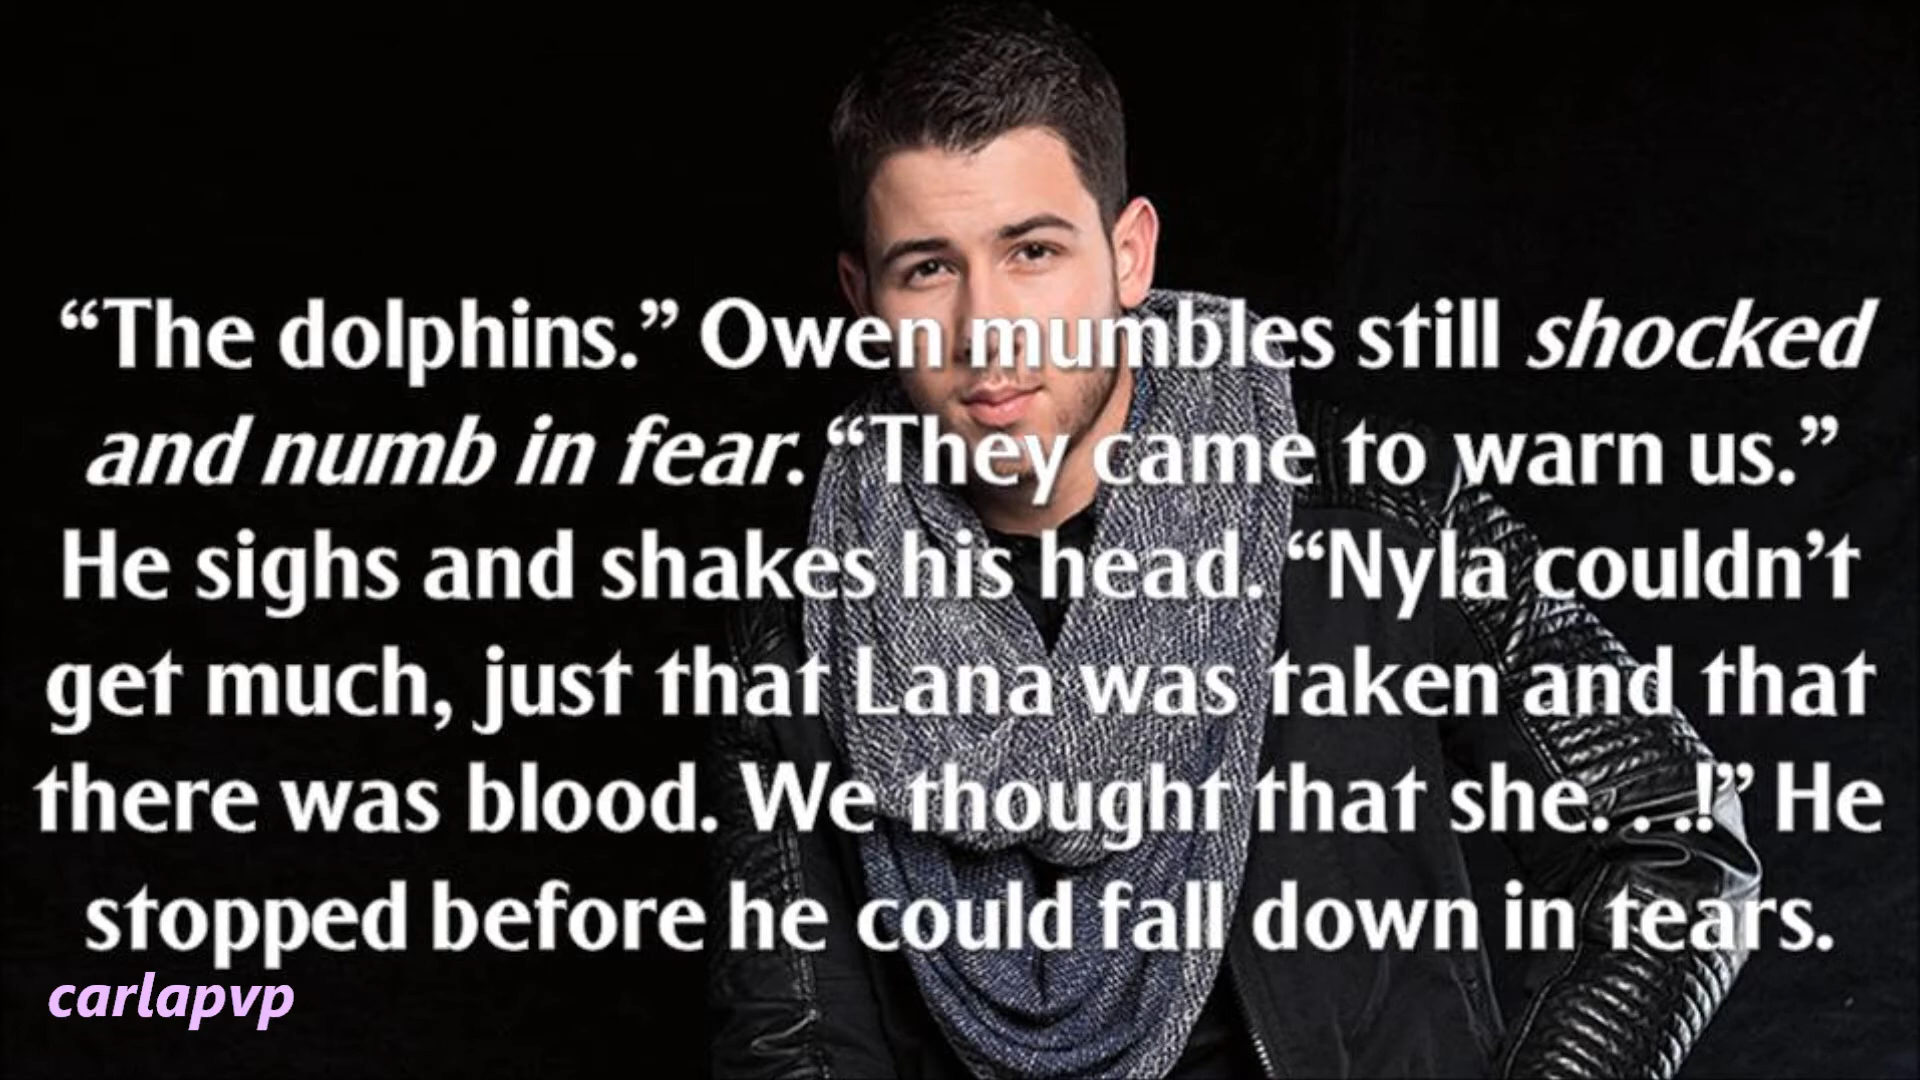 “The dolphins.” Owen mumbles still shocked
and numb in fear. “They came to warn us.”
He sighs and shakes his head. “Nyla couldn’t
get much, just that Lana was taken and that
there was blood. We thought that she. . .!” He
stopped before he could fall down in tears.
carlapvp